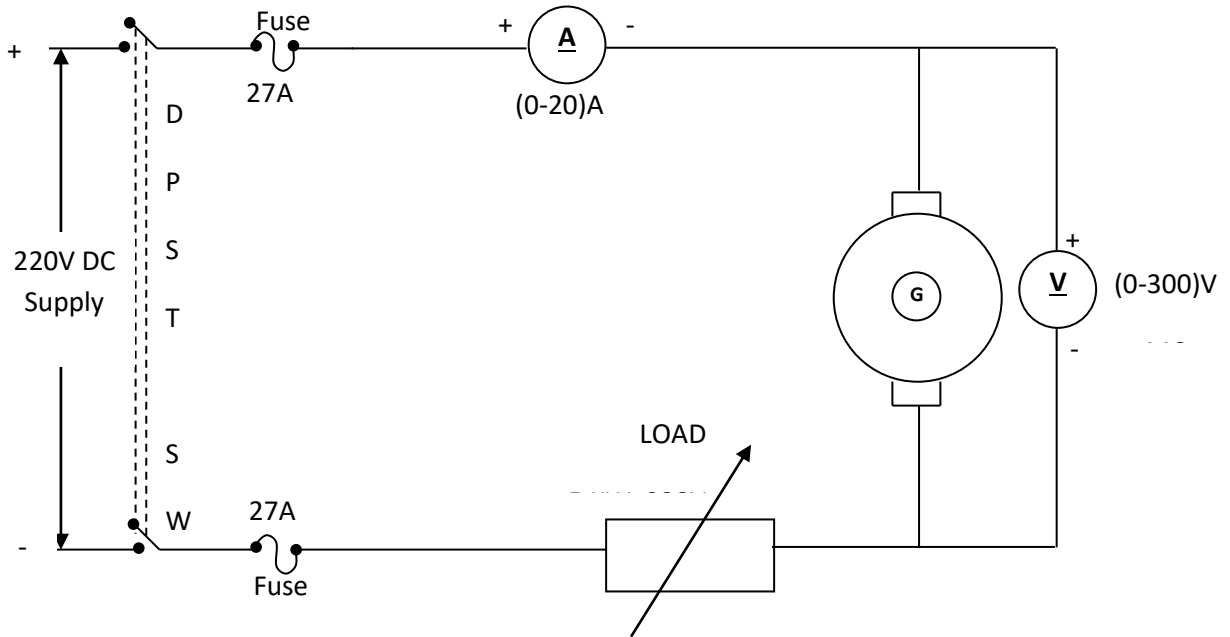 Fuse
+
-
A
+
27A
(0-20)A
D
P
S
T
S
W
220V DC
Supply
G
+
V
(0-300)V
-
LOAD
27A
-
Fuse